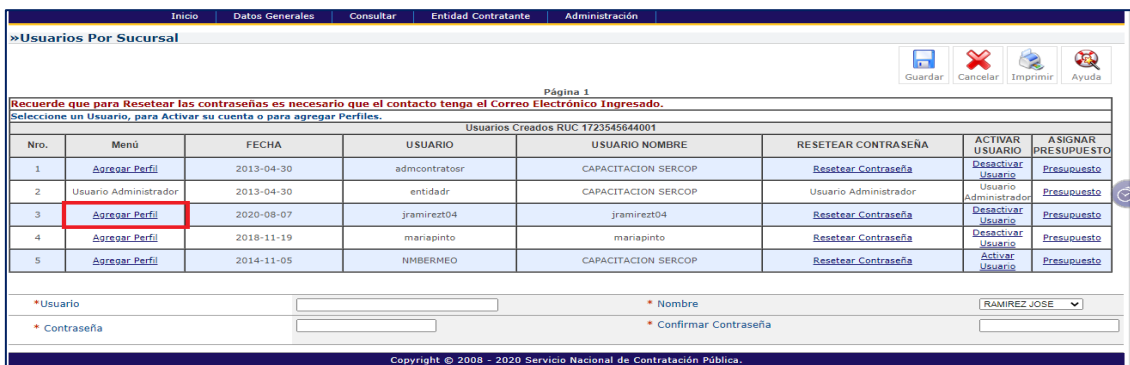 Inicio Datos Generales Consultar Entidad Contratante Administración
»Usuarios Por Sucursal
Guardar Cancelar Imprimir Ayuda
Página 1
Recuerde que para Resetear las contraseñas es necesario que el contacto tenga el Correo Electrónico Ingresado.
Seleccione un Usuario, para Activar su cuenta o para agregar Perfiles.
Usuarios Creados RUC 1723545644001
Nro. Menú FECHA USUARIO USUARIO NOMBRE RESETEAR CONTRASEÑA ACTIVAR USUARIO ASIGNAR PRESUPUESTO
1 Agregar Perfil 2013-04-30 admcontratosr CAPACITACION SERCOP Resetear Contraseña Desactivar Usuario Presupuesto
2 Usuario Administrador 2013-04-30 entidadr CAPACITACION SERCOP Usuario Administrador Usuario Administrador Presupuesto
3 Agregar Perfil 2020-08-07 jramirezt04 jramirezt04 Resetear Contraseña Desactivar Usuario Presupuesto
4 Agregar Perfil 2018-11-19 mariapinto mariapinto Resetear Contraseña Desactivar Usuario Presupuesto
5 Agregar Perfil 2014-11-05 NMBERMEO CAPACITACION SERCOP Resetear Contraseña Activar Usuario Presupuesto
*Usuario * Nombre RAMIREZ JOSE
* Contraseña * Confirmar Contraseña
Copyright © 2008 - 2020 Servicio Nacional de Contratación Pública.